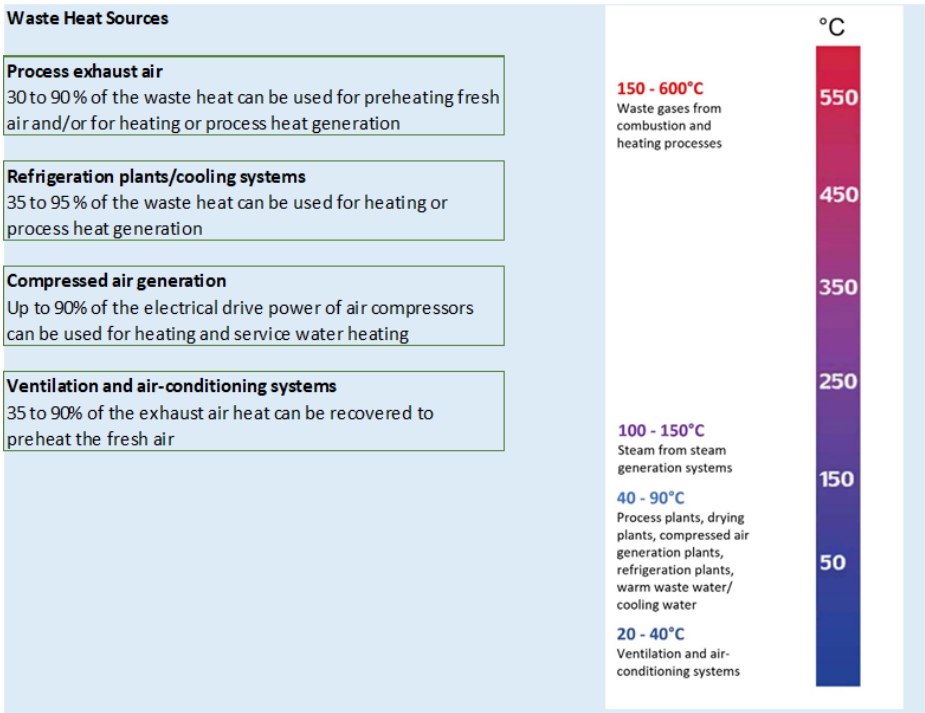 Waste Heat Sources
Process exhaust air
30 to 90 % of the waste heat can be used for preheating fresh
air and/or for heating or process heat generation
Refrigeration plants/cooling systems
35 to 95 % of the waste heat can be used for heating or
process heat generation
Compressed air generation
Up to 90% of the electrical drive power of air compressors
can be used for heating and service water heating
Ventilation and air-conditioning systems
35 to 90% of the exhaust air heat can be recovered to
preheat the fresh air
°C
150 - 600°C
Waste gases from
combustion and
heating processes
100 - 150°C
Steam from steam
generation systems
40 - 90°C
Process plants, drying
plants, compressed air
generation plants,
refrigeration plants,
warm waste water/
cooling water
20 - 40°C
Ventilation and air-
conditioning systems
550
450
350
250
150
50